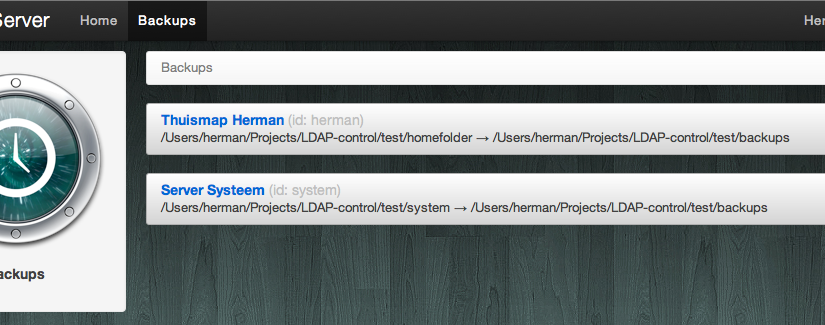 Server Home Backups
Backups
Thuismap Herman (id: herman)
/Users/herman/Projects/LDAP-control/test/homefolder → /Users/herman/Projects/LDAP-control/test/backups
Server Systeem (id: system)
/Users/herman/Projects/LDAP-control/test/system → /Users/herman/Projects/LDAP-control/test/backups